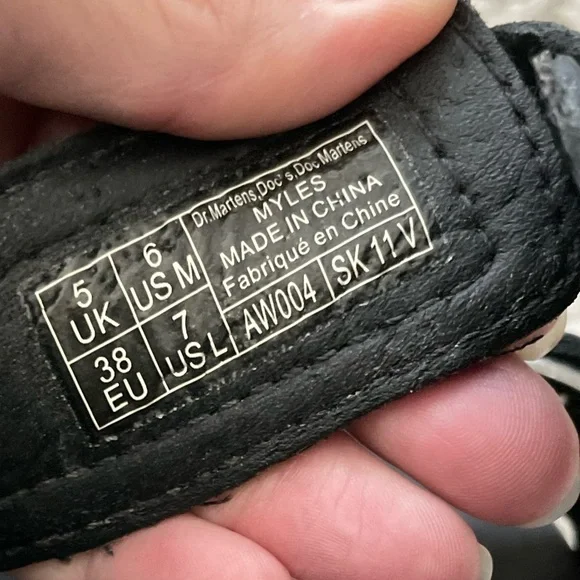 5 UK
6 US M
38 EU
7 US L
Dr.Martens,Doc's,Doc Martens
MYLES
MADE IN CHINA
Fabriqué en Chine
AW004
SK 11 V